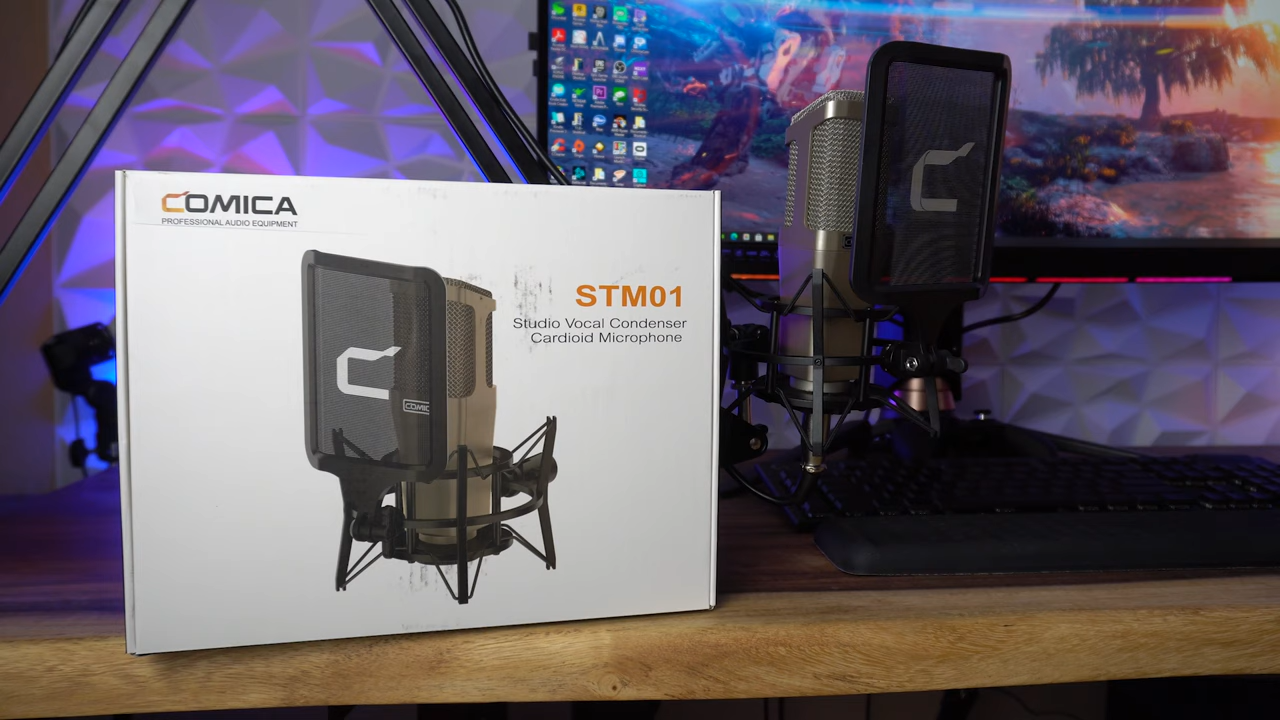 COMICA
PROFESSIONAL AUDIO EQUIPMENT
STM01
Studio Vocal Condenser
Cardioid Microphone